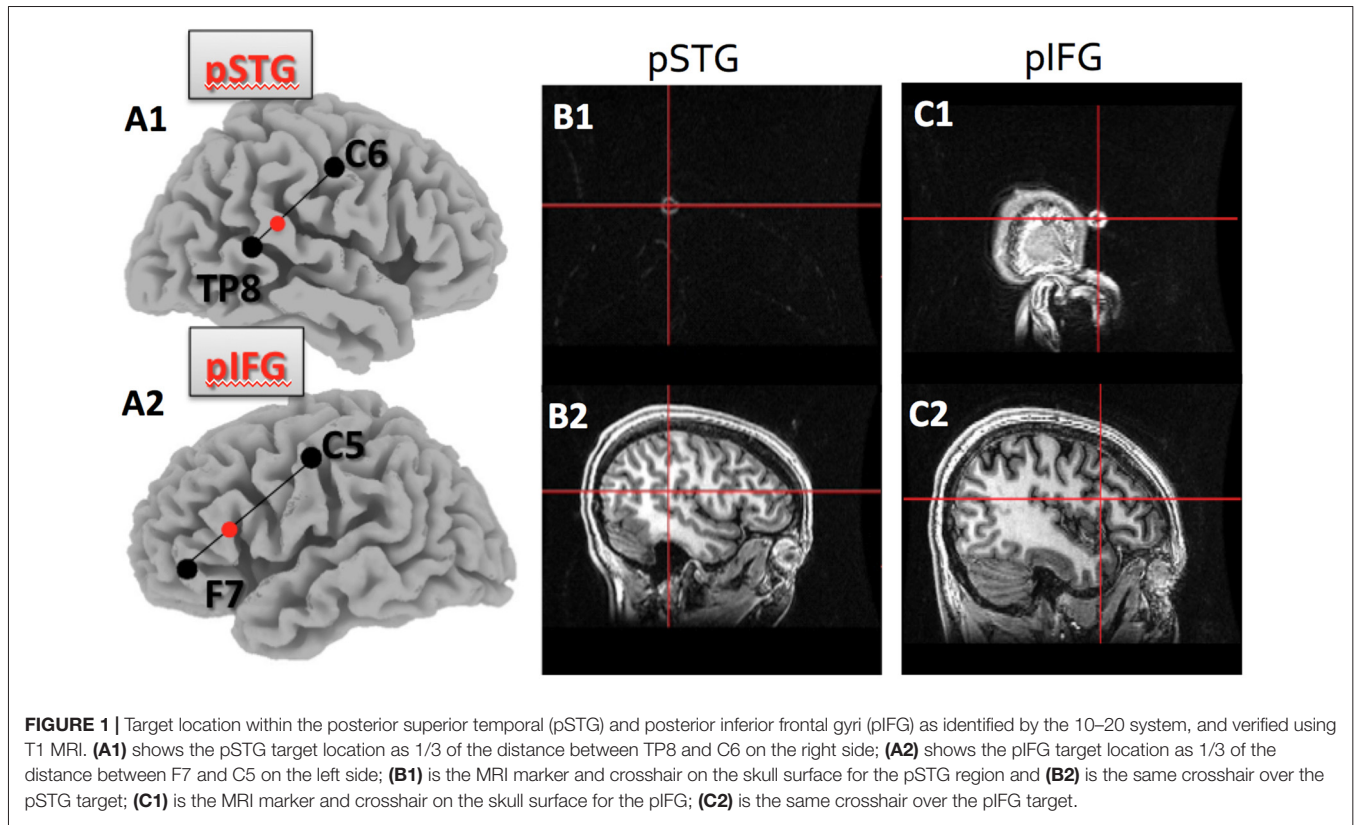 pSTG
A1
C6
TP8
pIFG
A2
C5
F7
pSTG
pIFG
B1
C1
B2
C2
FIGURE 1 | Target location within the posterior superior temporal (pSTG) and posterior inferior frontal gyri (pIFG) as identified by the 10–20 system, and verified using
T1 MRI. (A1) shows the pSTG target location as 1/3 of the distance between TP8 and C6 on the right side; (A2) shows the pIFG target location as 1/3 of the
distance between F7 and C5 on the left side; (B1) is the MRI marker and crosshair on the skull surface for the pSTG region and (B2) is the same crosshair over the
pSTG target; (C1) is the MRI marker and crosshair on the skull surface for the pIFG; (C2) is the same crosshair over the pIFG target.